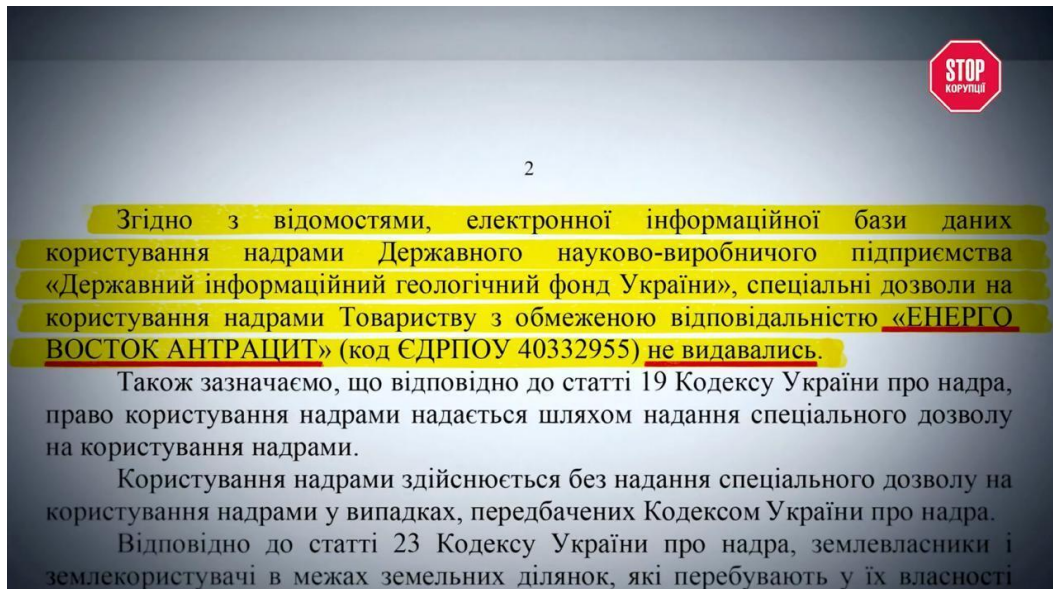 STOP
КОРУПЦІЇ
2
Згідно з відомостями, електронної інформаційної бази даних
користування надрами Державного науково-виробничого підприємства
«Державний інформаційний геологічний фонд України», спеціальні дозволи на
користування надрами Товариству з обмеженою відповідальністю «ЕНЕРГО
ВОСТОК АНТРАЦИТ» (код ЄДРПОУ 40332955) не видавались.
Також зазначаємо, що відповідно до статті 19 Кодексу України про надра,
право користування надрами надається шляхом надання спеціального дозволу
на користування надрами.
Користування надрами здійснюється без надання спеціального дозволу на
користування надрами у випадках, передбачених Кодексом України про надра.
Відповідно до статті 23 Кодексу України про надра, землевласники і
землекористувачі в межах земельних ділянок, які перебувають у їх власності